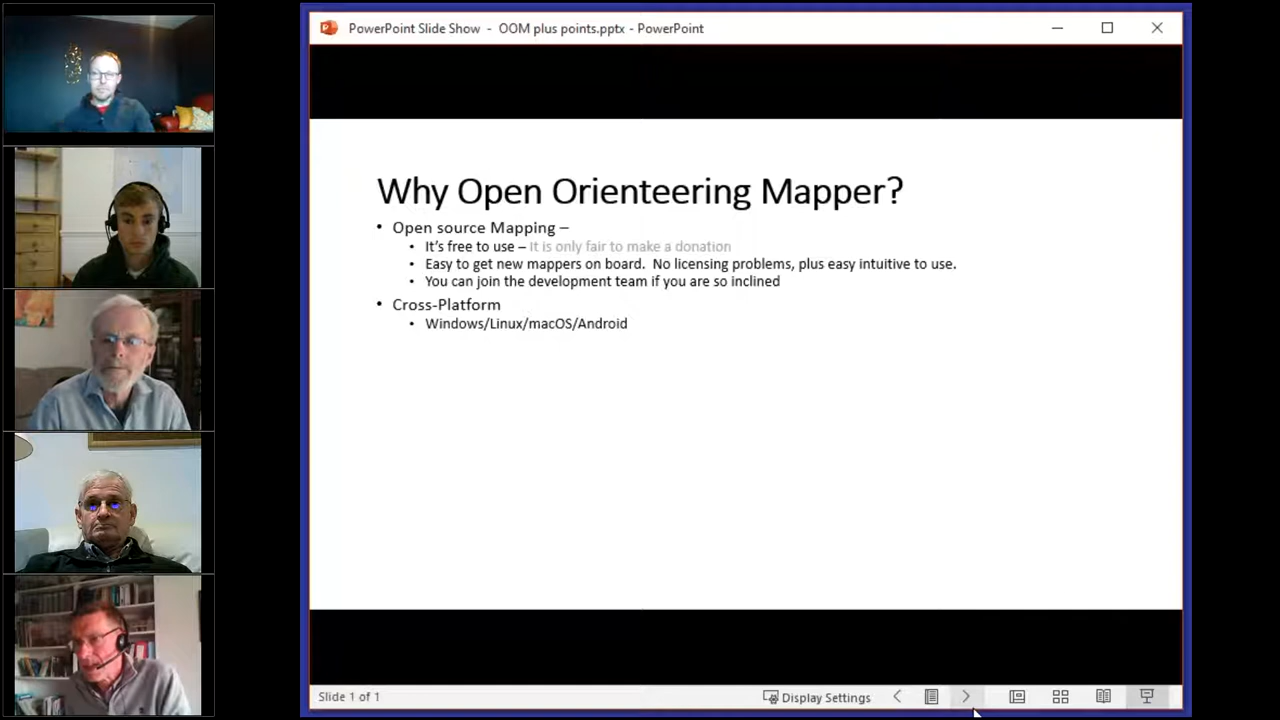 PowerPoint Slide Show - OOM plus points.pptx - PowerPoint
Why Open Orienteering Mapper?
• Open source Mapping –
• It's free to use – It is only fair to make a donation
• Easy to get new mappers on board. No licensing problems, plus easy intuitive to use.
• You can join the development team if you are so inclined
• Cross-Platform
• Windows/Linux/macOS/Android
Slide 1 of 1 Display Settings